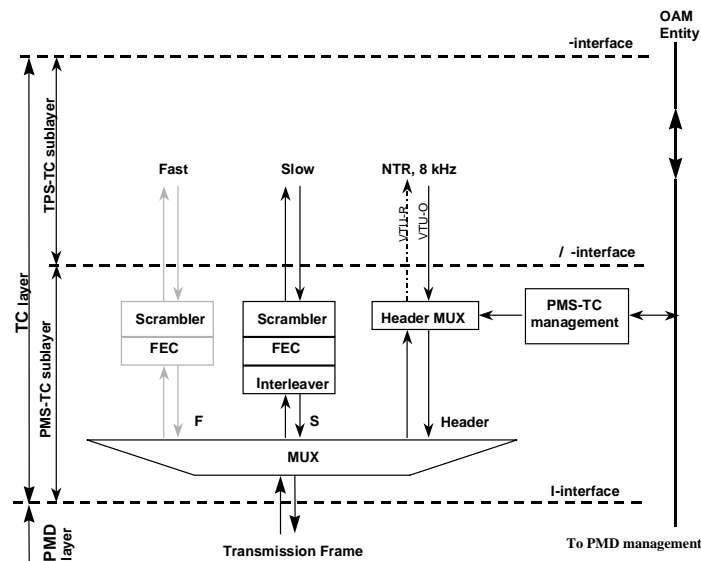 OAM
Entity
-interface
TPS-TC sublayer
Fast
Slow
NTR, 8 kHz
VTU-R
VTU-O
/ -interface
TC layer
PMS-TC sublayer
Scrambler
FEC
Scrambler
FEC
Interleaver
Header MUX
PMS-TC
management
F
S
Header
MUX
I-interface
PMD
layer
Transmission Frame
To PMD management